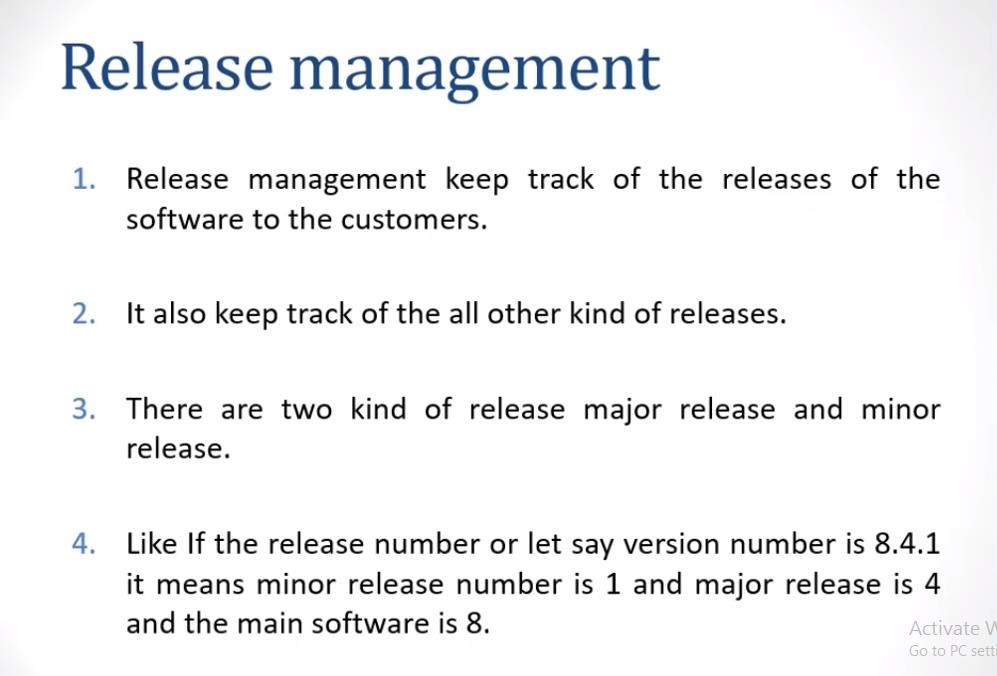 Release management
1. Release management keep track of the releases of the
software to the customers.
2. It also keep track of the all other kind of releases.
3. There are two kind of release major release and minor
release.
4. Like If the release number or let say version number is 8.4.1
it means minor release number is 1 and major release is 4
and the main software is 8.
Activate
Go to PC